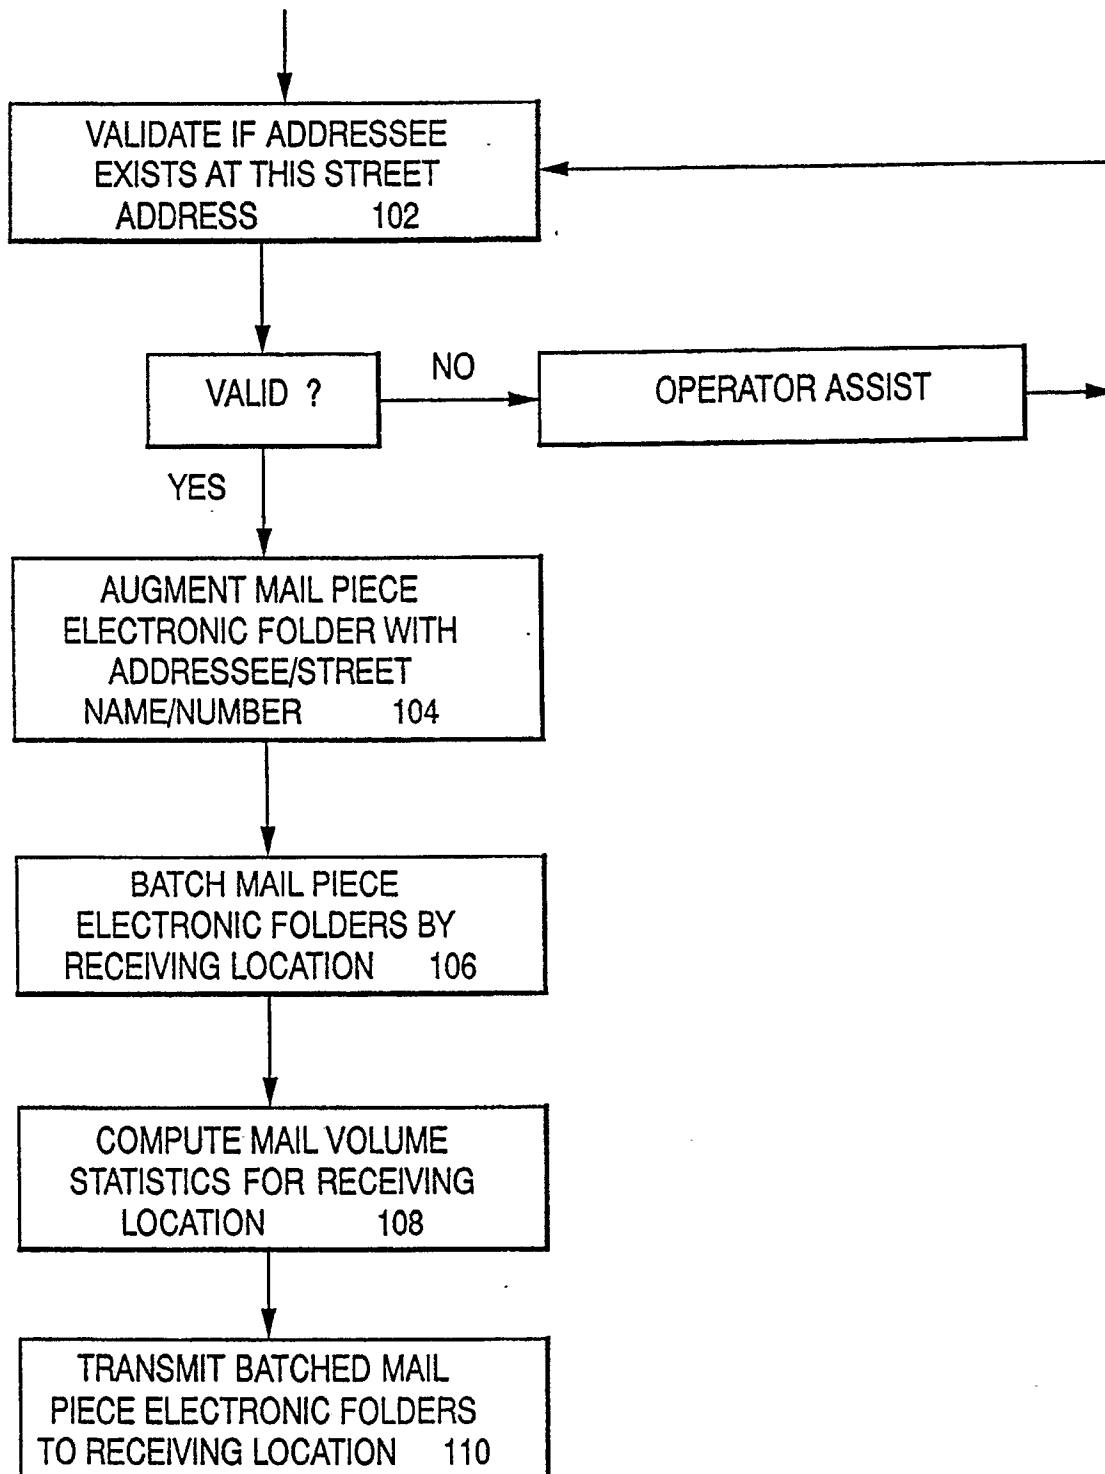 VALIDATE IF ADDRESSEE
EXISTS AT THIS STREET
ADDRESS 102
VALID ?
NO
OPERATOR ASSIST
YES
AUGMENT MAIL PIECE
ELECTRONIC FOLDER WITH
ADDRESSEE/STREET
NAME/NUMBER 104
BATCH MAIL PIECE
ELECTRONIC FOLDERS BY
RECEIVING LOCATION 106
COMPUTE MAIL VOLUME
STATISTICS FOR RECEIVING
LOCATION 108
TRANSMIT BATCHED MAIL
PIECE ELECTRONIC FOLDERS
TO RECEIVING LOCATION 110